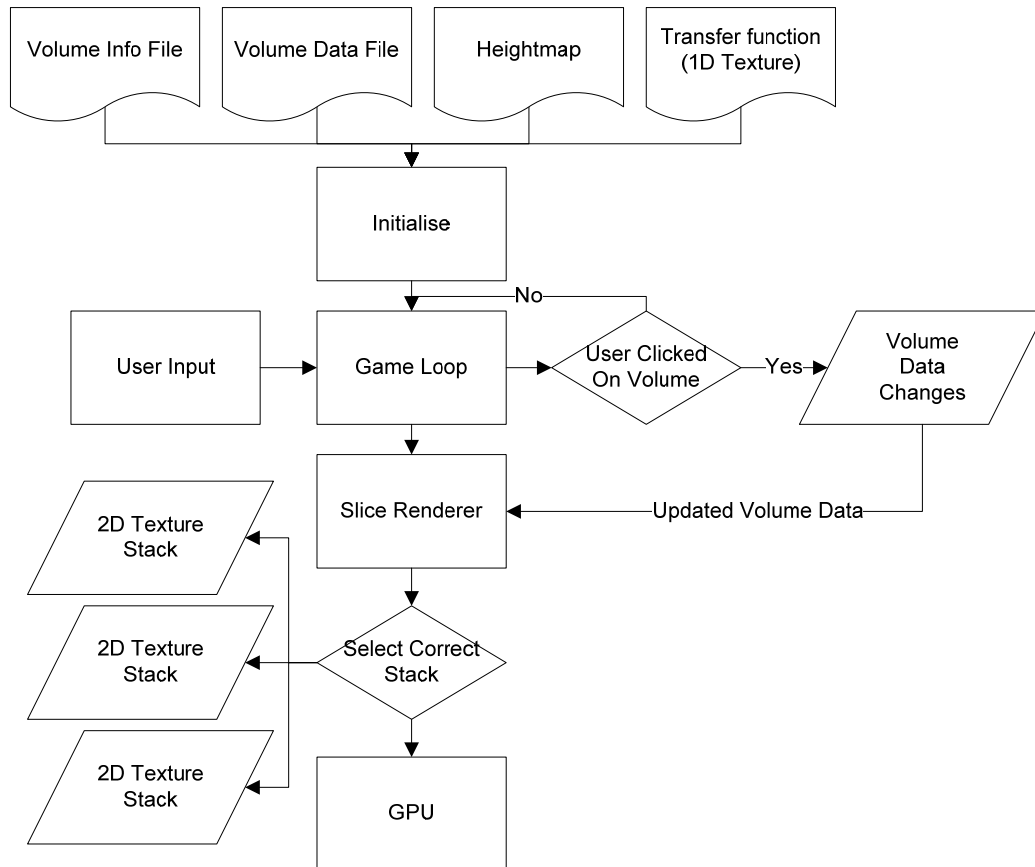 Volume Info File
Volume Data File
Heightmap
Transfer function
(1D Texture)
Initialise
No
User Input
Game Loop
User Clicked
On Volume
Yes
Volume
Data
Changes
Slice Renderer
Updated Volume Data
2D Texture
Stack
2D Texture
Stack
Select Correct
Stack
2D Texture
Stack
GPU